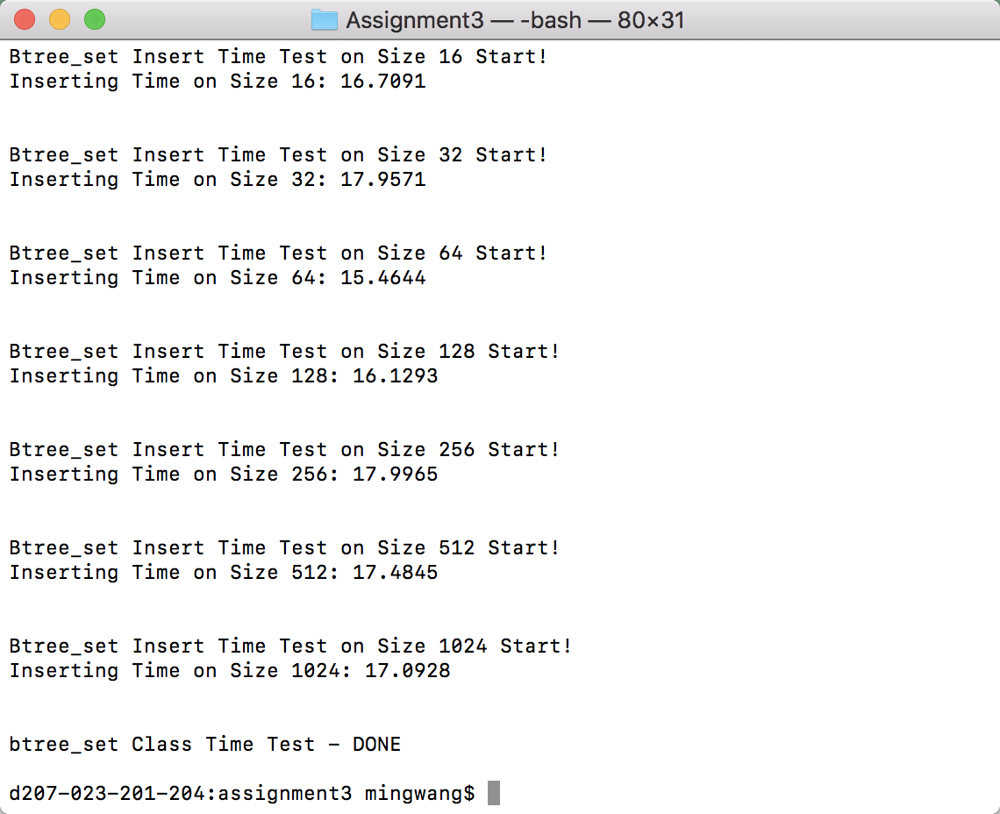 Assignment3 — -bash — 80×31
Btree_set Insert Time Test on Size 16 Start!
Inserting Time on Size 16: 16.7091
Btree_set Insert Time Test on Size 32 Start!
Inserting Time on Size 32: 17.9571
Btree_set Insert Time Test on Size 64 Start!
Inserting Time on Size 64: 15.4644
Btree_set Insert Time Test on Size 128 Start!
Inserting Time on Size 128: 16.1293
Btree_set Insert Time Test on Size 256 Start!
Inserting Time on Size 256: 17.9965
Btree_set Insert Time Test on Size 512 Start!
Inserting Time on Size 512: 17.4845
Btree_set Insert Time Test on Size 1024 Start!
Inserting Time on Size 1024: 17.0928
btree_set Class Time Test – DONE
d207-023-201-204:assignment3 mingwang$